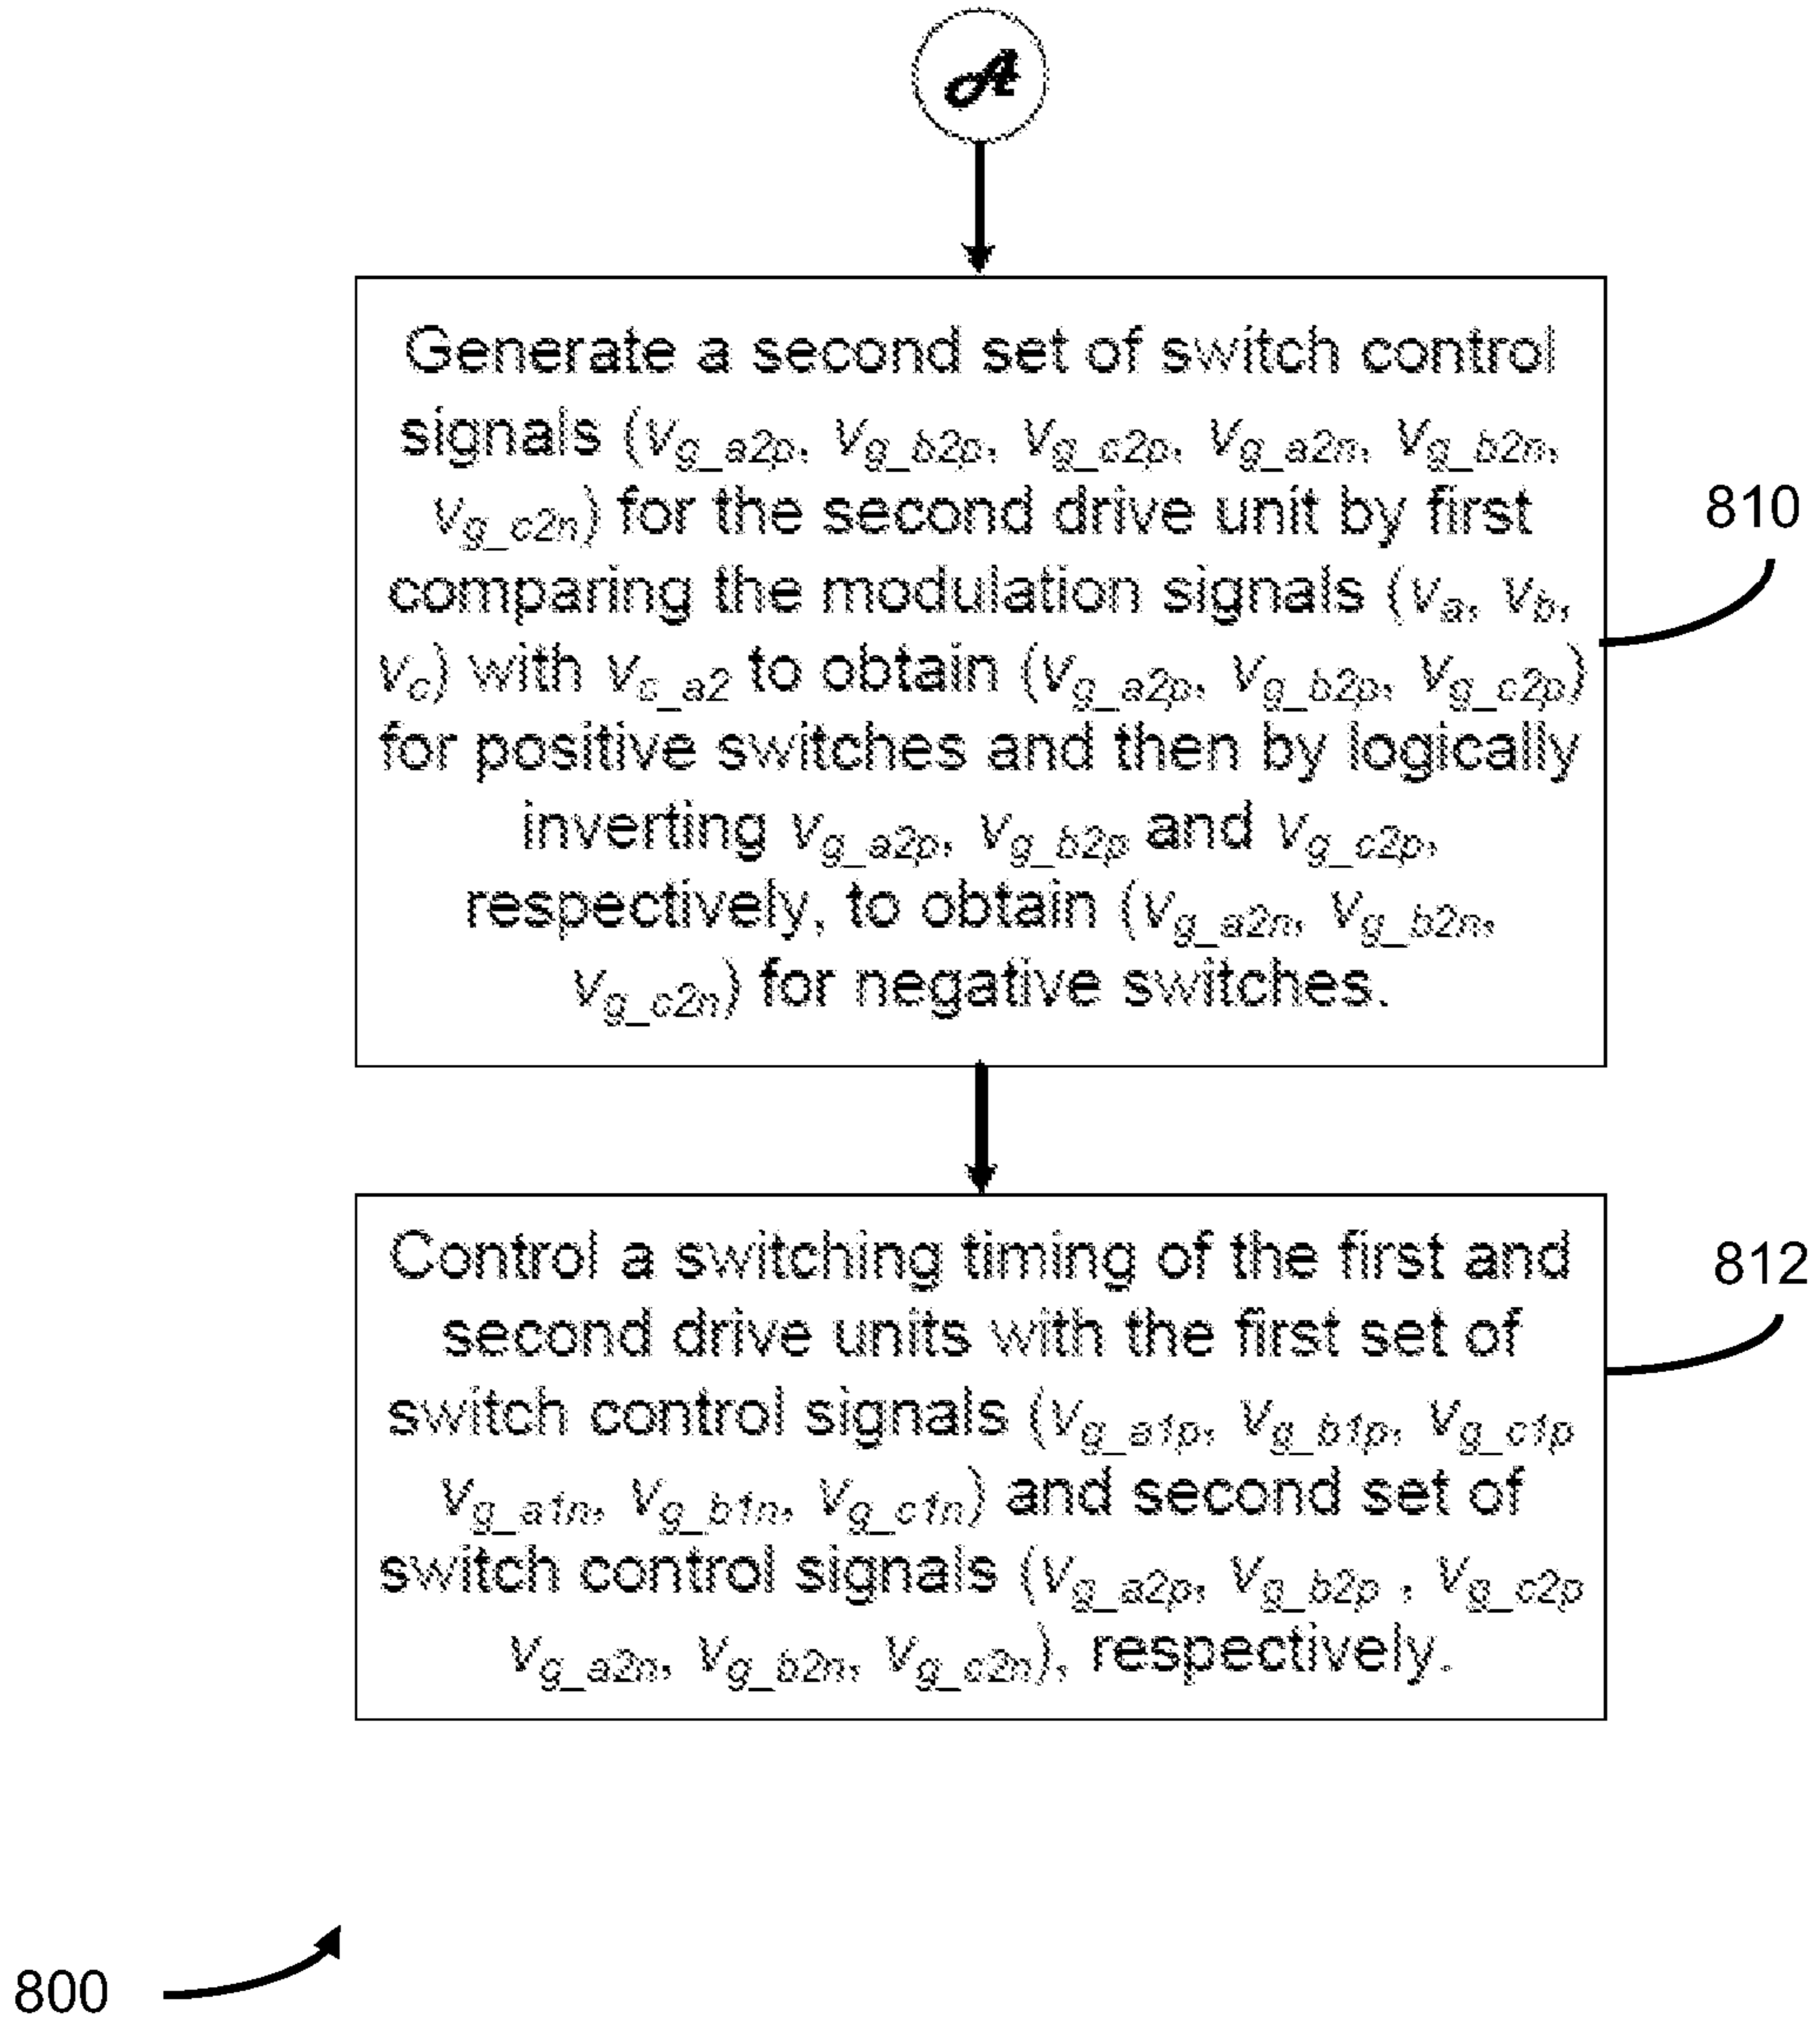 A
Generate a second set of switch control
signals (vg_a2p, vg_b2p, vg_c2p, vg_a2n, vg_b2n,
vg_c2n) for the second drive unit by first
comparing the modulation signals (va, vb,
vc) with vc_a2 to obtain (vg_a2p, vg_b2p, vg_c2p)
for positive switches and then by logically
inverting vg_a2p, vg_b2p and vg_c2p,
respectively, to obtain (vg_a2n, vg_b2n,
vg_c2n) for negative switches.
810
Control a switching timing of the first and
second drive units with the first set of
switch control signals (vg_a1p, vg_b1p, vg_c1p
vg_a1n, vg_b1n, vg_c1n) and second set of
switch control signals (vg_a2p, vg_b2p , vg_c2p
vg_a2n, vg_b2n, vg_c2n), respectively.
812
800